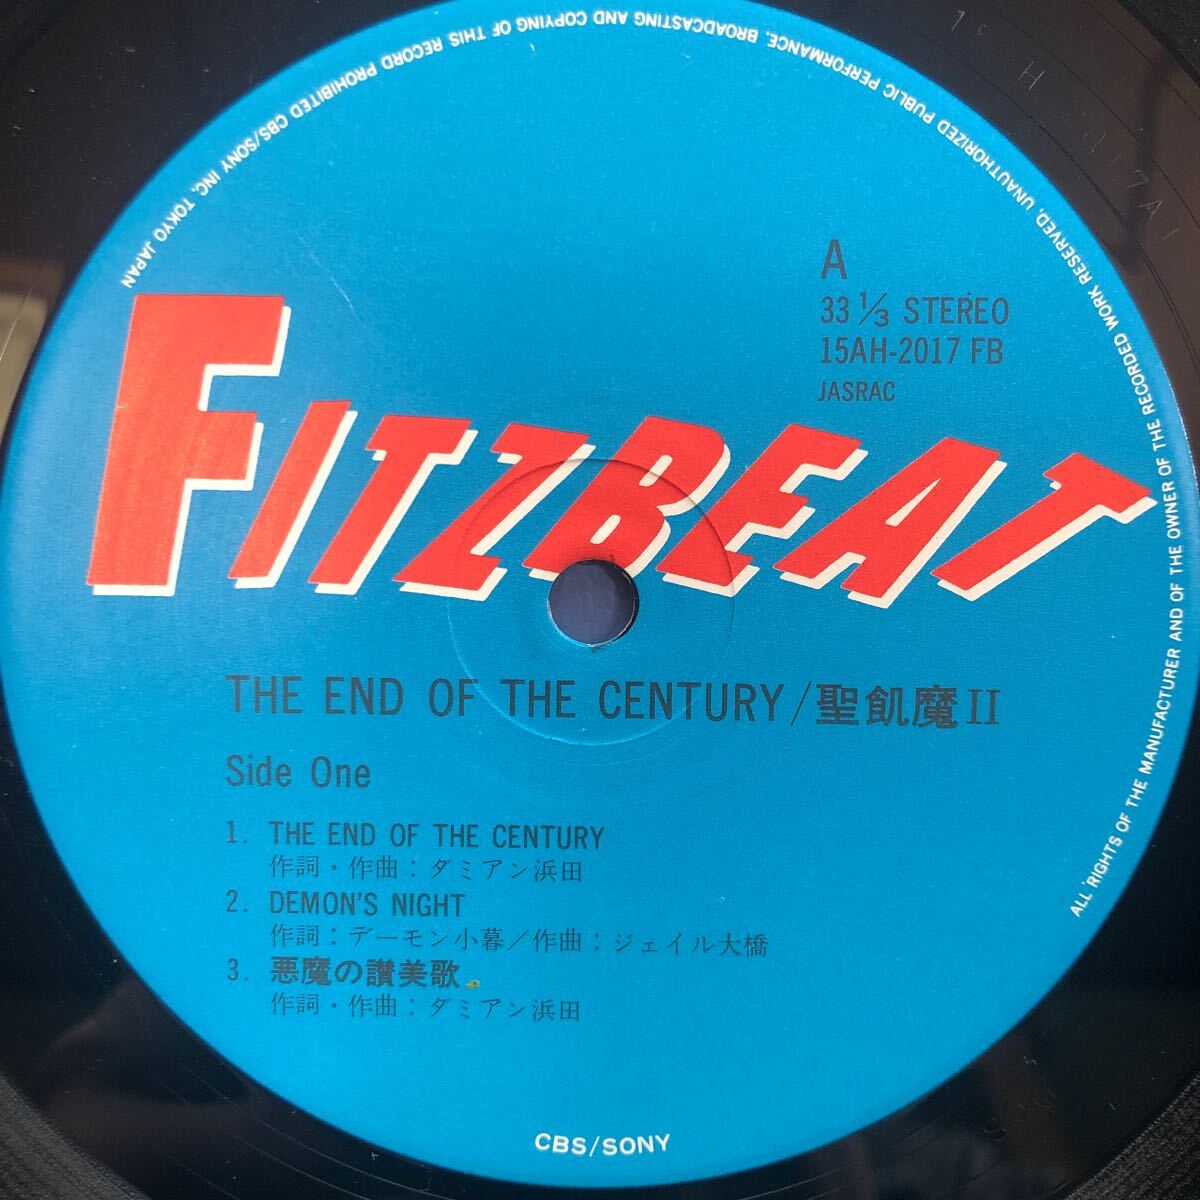 ALL RIGHTS OF THE MANUFACTURER AND OF THE OWNER OF THE RECORDED WORK RESERVED, UNAUTHORIZED PUBLIC PERFORMANCE, BROADCASTING AND COPYING OF THIS RECORD PROHIBITED CBS/SONY INC. TOKYO JAPAN
A
33 1/3 STEREO
15AH-2017 FB
JASRAC
FITZBEAT
THE END OF THE CENTURY/聖飢魔II
Side One
1. THE END OF THE CENTURY
作詞・作曲：ダミアン浜田
2. DEMON'S NIGHT
作詞：デーモン小暮／作曲：ジェイル大橋
3. 悪魔の讃美歌
作詞・作曲：ダミアン浜田
CBS/SONY